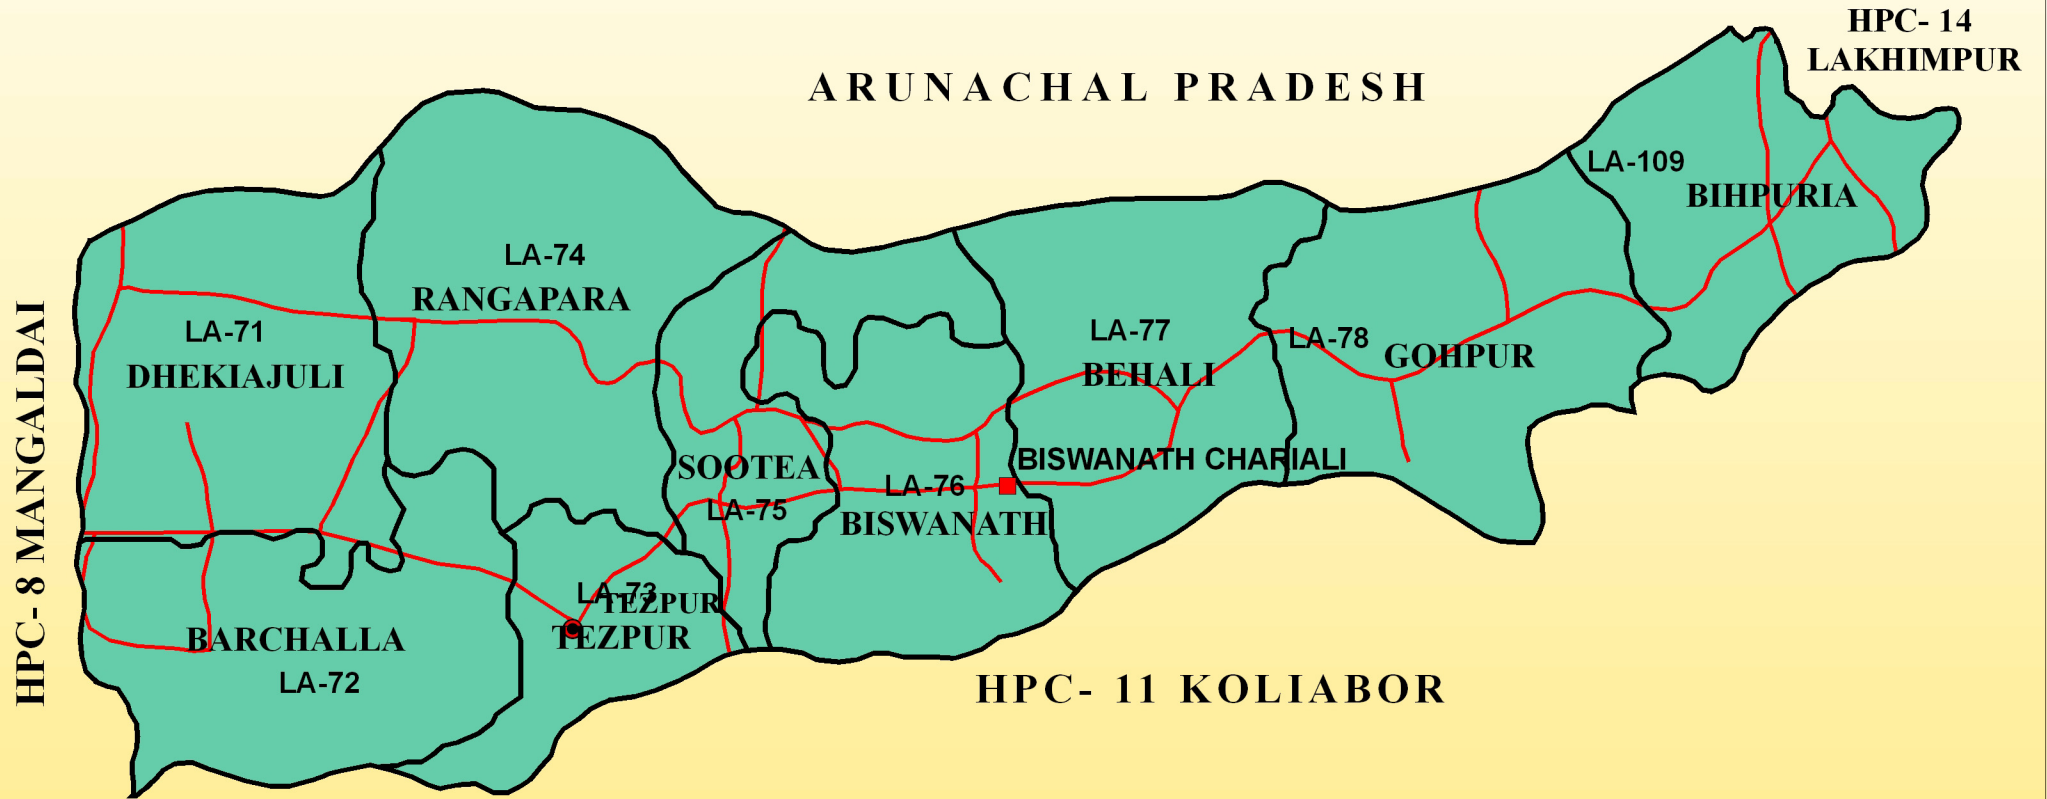 HPC- 14
LAKHIMPUR
ARUNACHAL PRADESH
LA-109
BIHPURIA
LA-74
RANGAPARA
HPC- 8 MANGALDAI
LA-71
DHEKIAJULI
LA-77
BEHALI
LA-78
GOHPUR
SOOTEA
LA-75
BISWANATH CHARIALI
LA-76
BISWANATH
LA-73
TEZPUR
TEZPUR
BARCHALLA
LA-72
HPC- 11 KOLIABOR